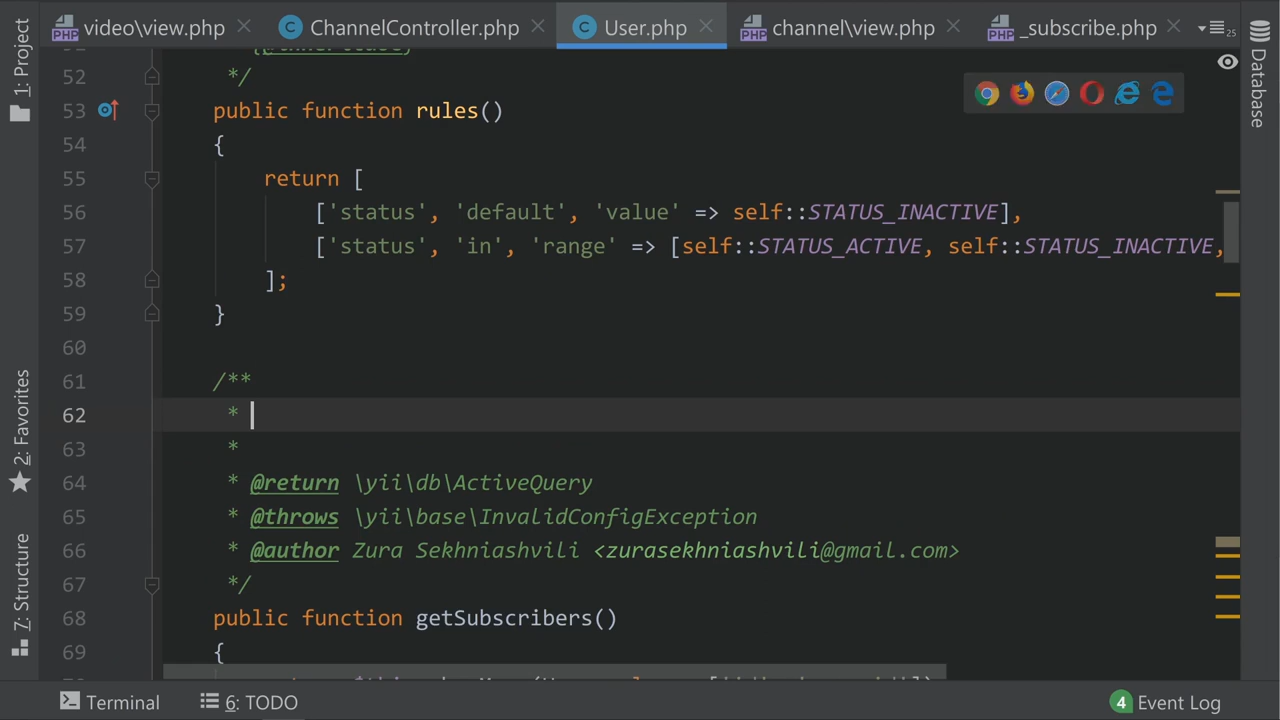 video\view.php
ChannelController.php
User.php
channel\view.php
_subscribe.php
25
1: Project
2: Favorites
7: Structure
Database
52 */
53 public function rules()
54 {
55 return [
56 ['status', 'default', 'value' => self::STATUS_INACTIVE],
57 ['status', 'in', 'range' => [self::STATUS_ACTIVE, self::STATUS_INACTIVE,
58 ];
59 }
60
61 /**
62 *
63 *
64 * @return \yii\db\ActiveQuery
65 * @throws \yii\base\InvalidConfigException
66 * @author Zura Sekhniashvili <zurasekhniashvili@gmail.com>
67 */
68 public function getSubscribers()
69 {
Terminal
6: TODO
4 Event Log